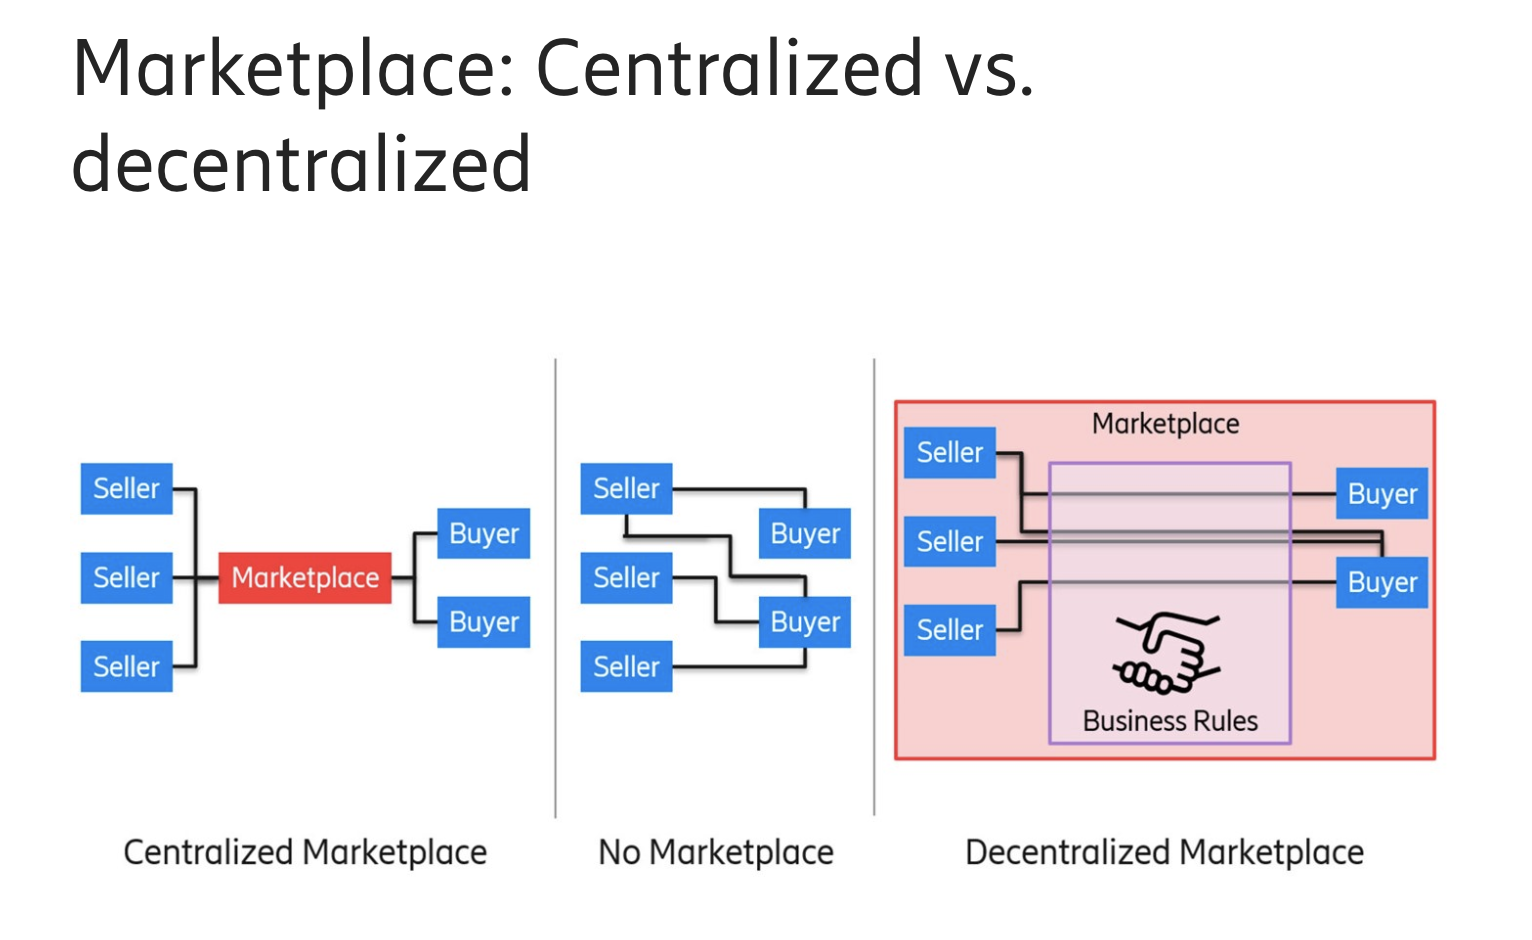 Marketplace: Centralized vs.
decentralized
Seller
Seller
Seller
Marketplace
Buyer
Buyer
Centralized Marketplace
Seller
Seller
Seller
Buyer
Buyer
No Marketplace
Marketplace
Seller
Seller
Seller
Buyer
Buyer
Business Rules
Decentralized Marketplace